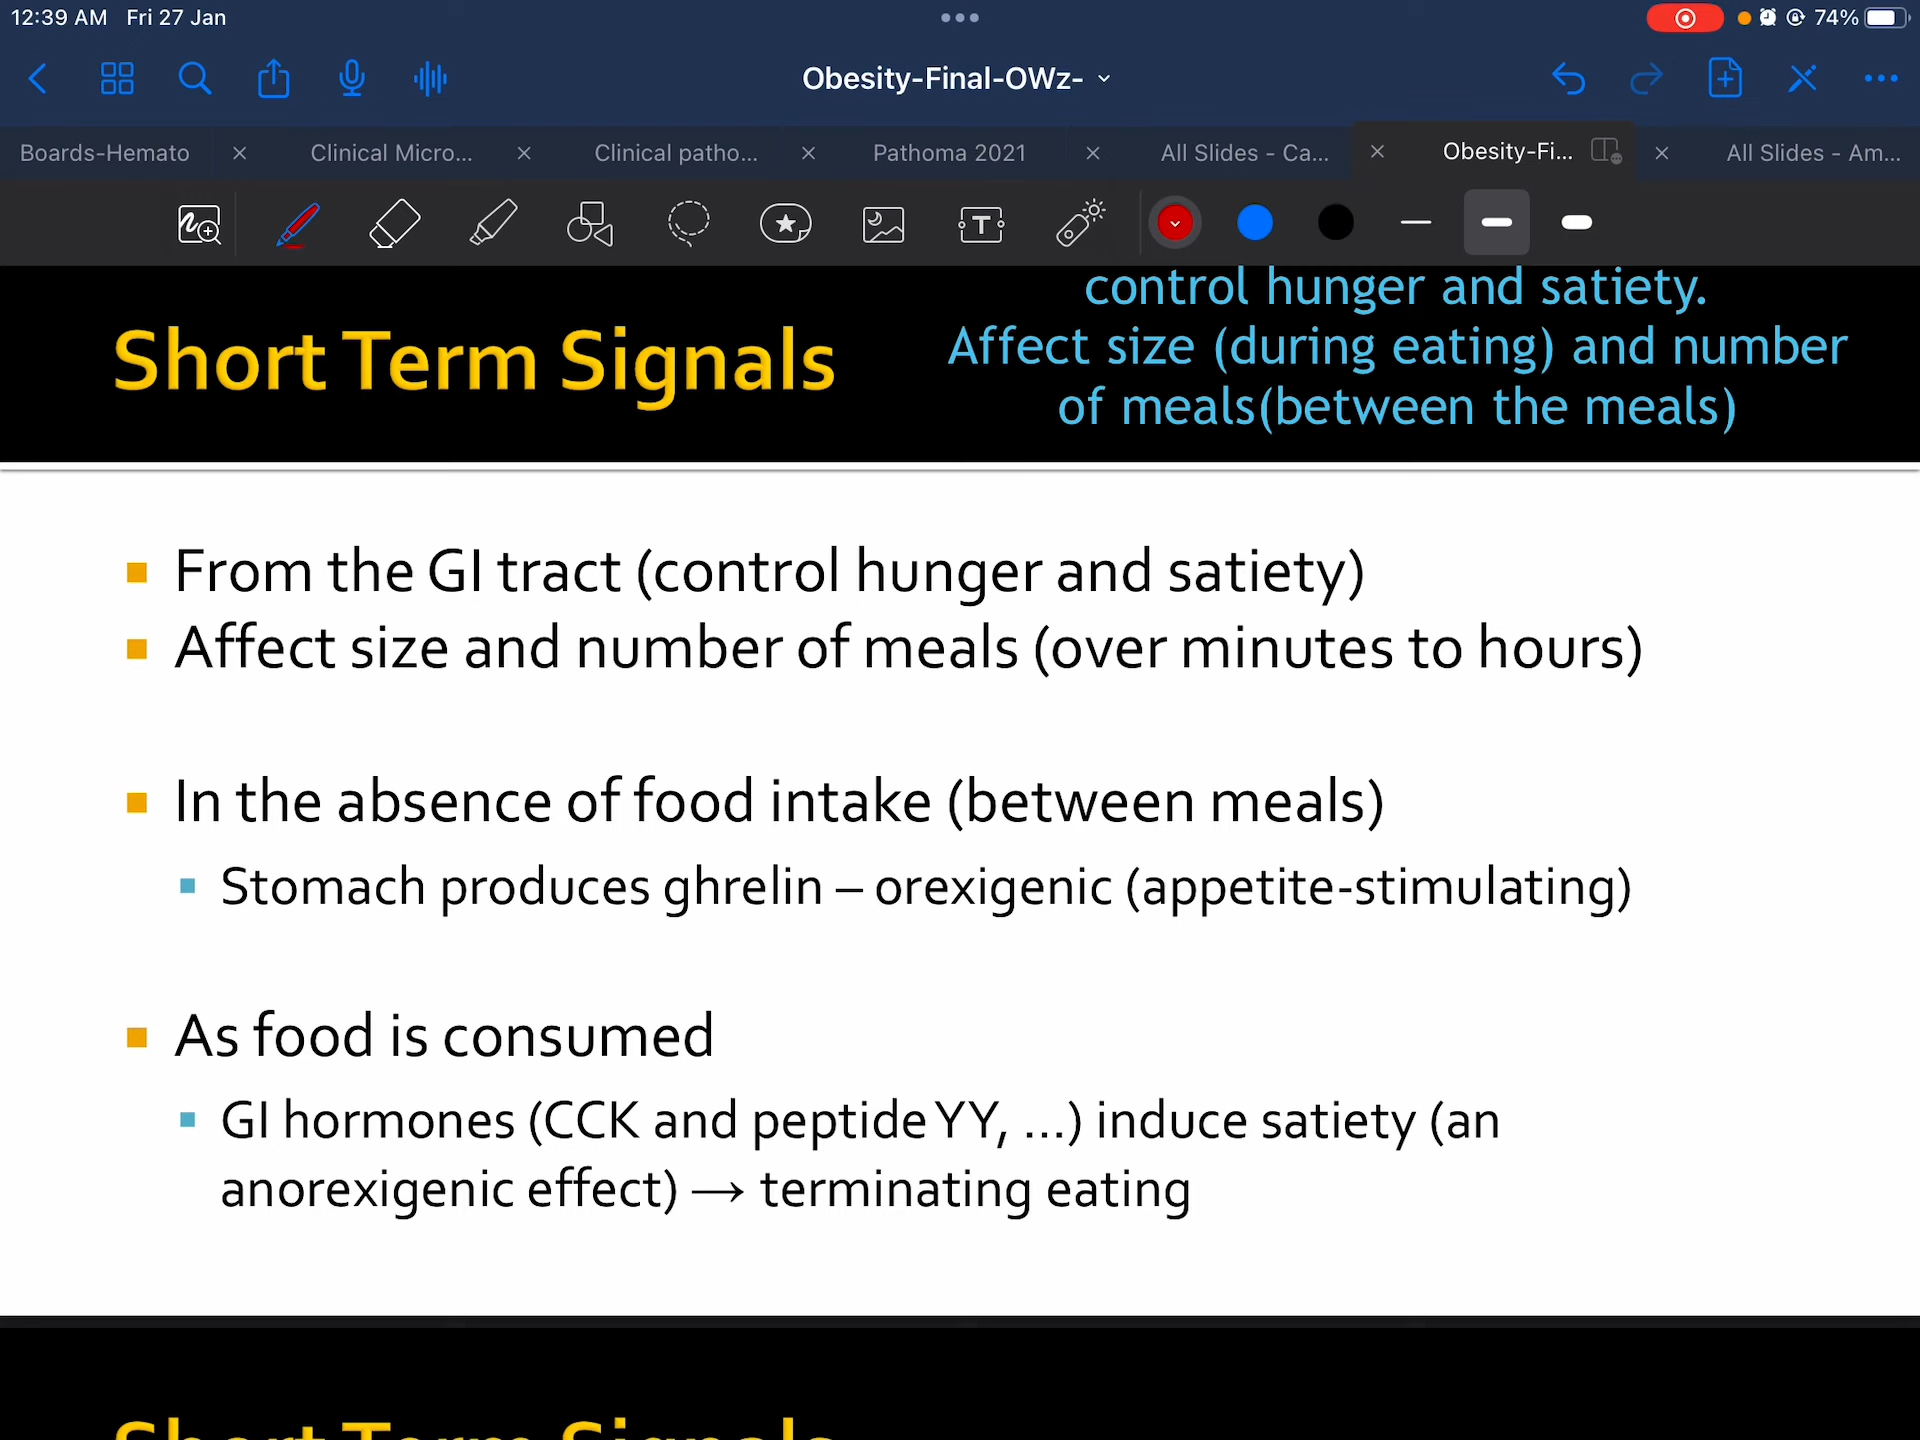 12:39 AM Fri 27 Jan
74%
Obesity-Final-OWz-
Boards-Hemato
Clinical Micro...
Clinical patho...
Pathoma 2021
All Slides - Ca...
Obesity-Fi...
All Slides - Am...
T
control hunger and satiety.
Short Term Signals
Affect size (during eating) and number
of meals(between the meals)
From the GI tract (control hunger and satiety)
Affect size and number of meals (over minutes to hours)
In the absence of food intake (between meals)
Stomach produces ghrelin – orexigenic (appetite-stimulating)
As food is consumed
GI hormones (CCK and peptide YY, ...) induce satiety (an
anorexigenic effect) → terminating eating
Short Term Signals